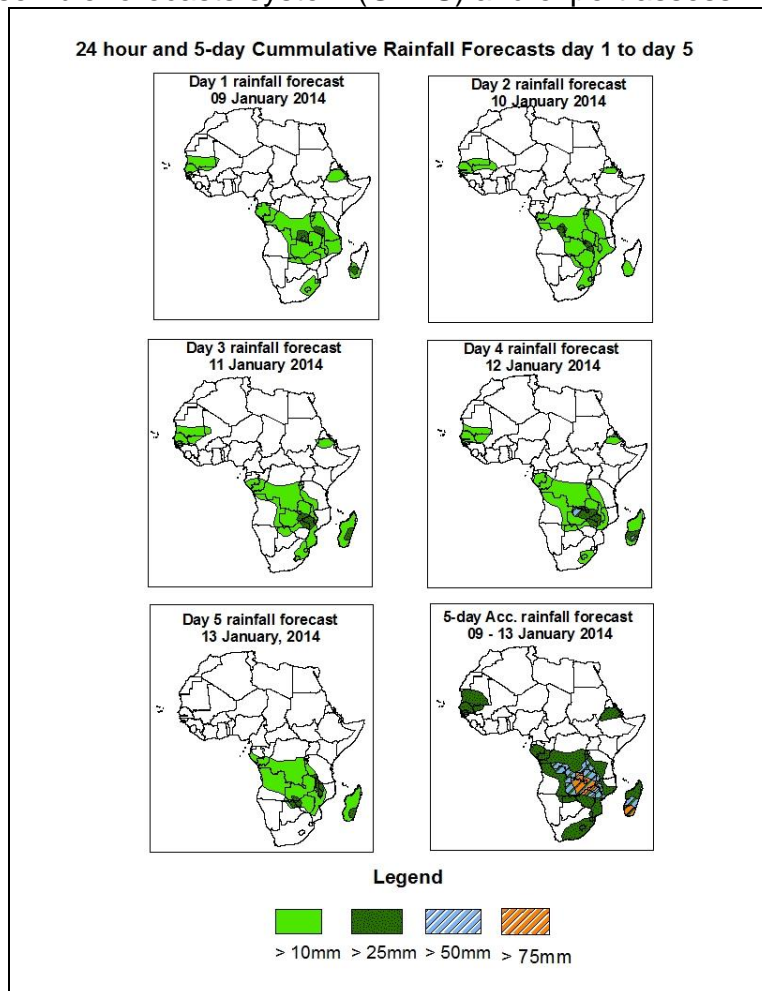 24 hour and 5-day Cummulative Rainfall Forecasts day 1 to day 5
Day 1 rainfall forecast
09 January 2014
Day 2 rainfall forecast
10 January 2014
Day 3 rainfall forecast
11 January 2014
Day 4 rainfall forecast
12 January 2014
Day 5 rainfall forecast
13 January, 2014
5-day Acc. rainfall forecast
09 - 13 January 2014
Legend
> 10mm > 25mm > 50mm > 75mm